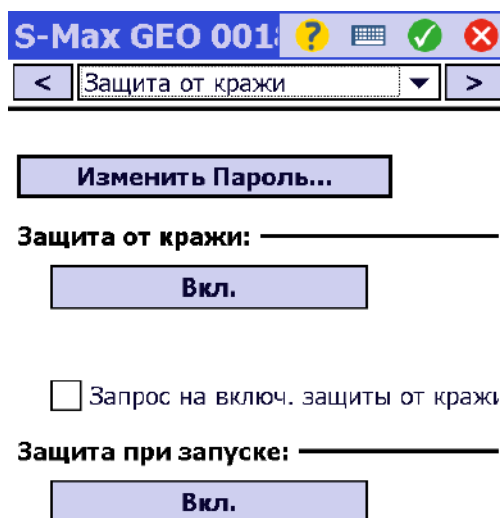 S-Max GEO 001
< Защита от кражи >
Изменить Пароль...
Защита от кражи:
Вкл.
Запрос на включ. защиты от кражи
Защита при запуске:
Вкл.